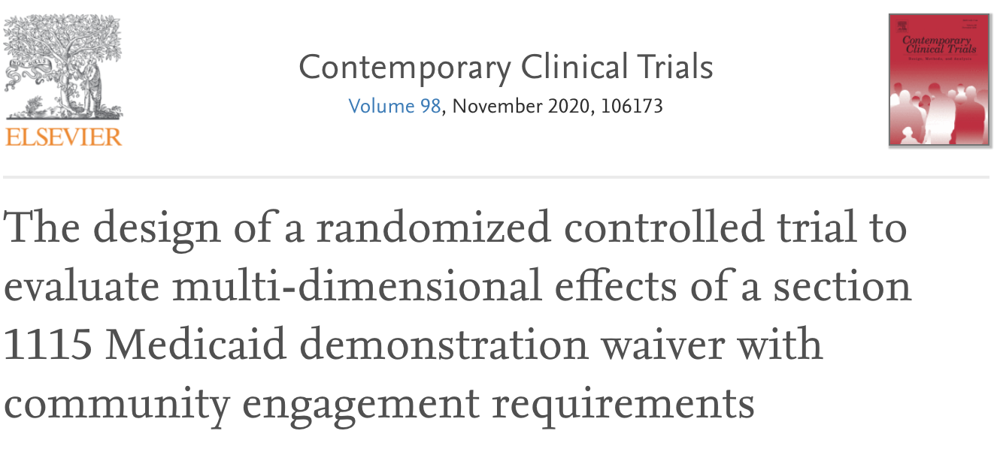 ELSEVIER
Contemporary Clinical Trials
Volume 98, November 2020, 106173
Contemporary
Clinical Trials
The design of a randomized controlled trial to
evaluate multi-dimensional effects of a section
1115 Medicaid demonstration waiver with
community engagement requirements